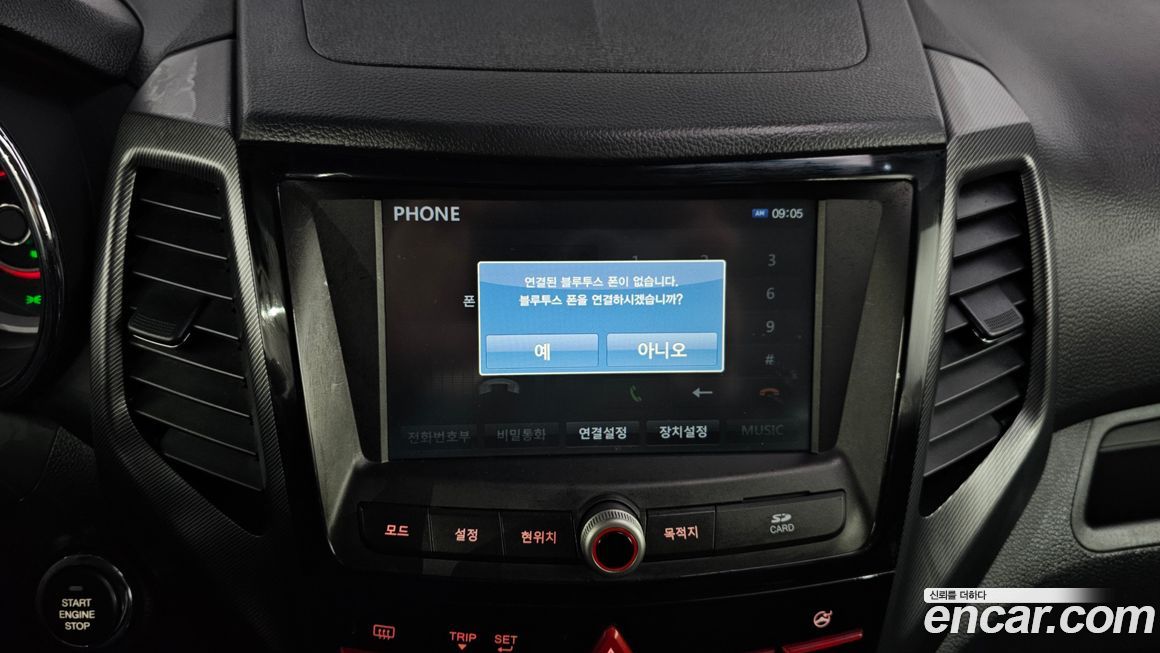 PHONE
AM 09:05
1
2
3
연결된 블루투스 폰이 없습니다.
블루투스 폰을 연결하시겠습니까?
폰
6
9
예
아니오
#
전화번호부
비밀통화
연결설정
장치설정
MUSIC
모드
설정
현위치
목적지
SD
CARD
START
ENGINE
STOP
TRIP
SET
신뢰를 더하다
encar.com